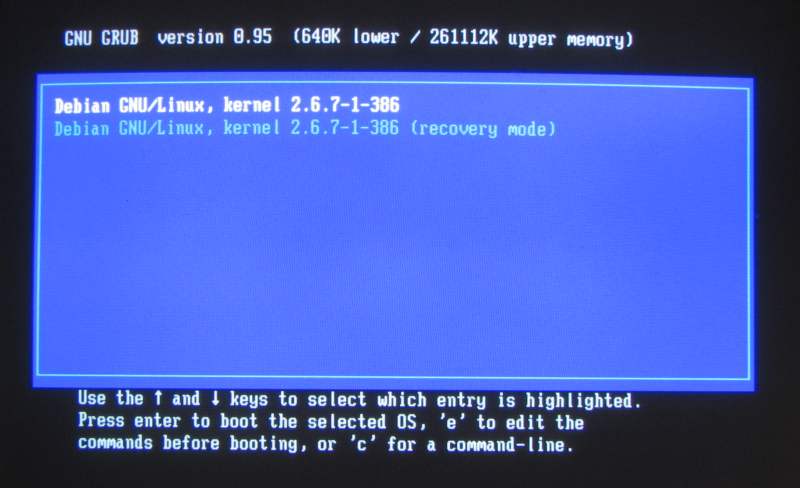 GNU GRUB  version 0.95  (640K lower / 261112K upper memory)
Debian GNU/Linux, kernel 2.6.7-1-386
Debian GNU/Linux, kernel 2.6.7-1-386 (recovery mode)
Use the ↑ and ↓ keys to select which entry is highlighted.
Press enter to boot the selected OS, 'e' to edit the
commands before booting, or 'c' for a command-line.